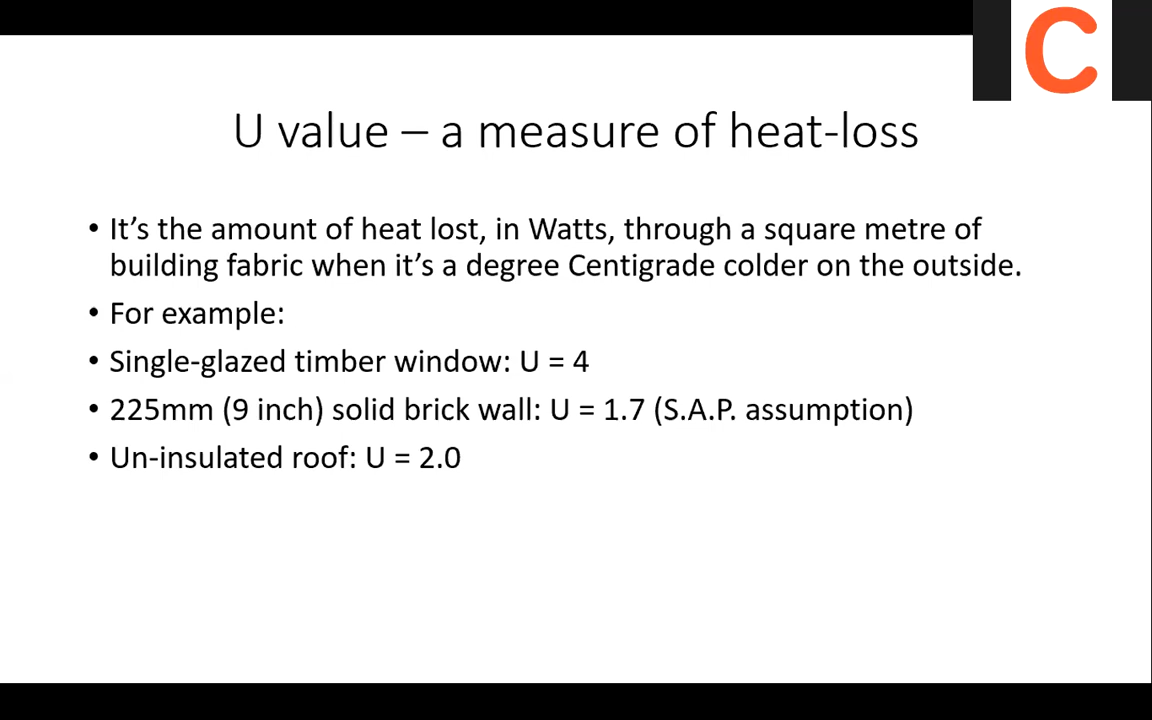 C
U value – a measure of heat-loss
• It’s the amount of heat lost, in Watts, through a square metre of
building fabric when it’s a degree Centigrade colder on the outside.
• For example:
• Single-glazed timber window: U = 4
• 225mm (9 inch) solid brick wall: U = 1.7 (S.A.P. assumption)
• Un-insulated roof: U = 2.0